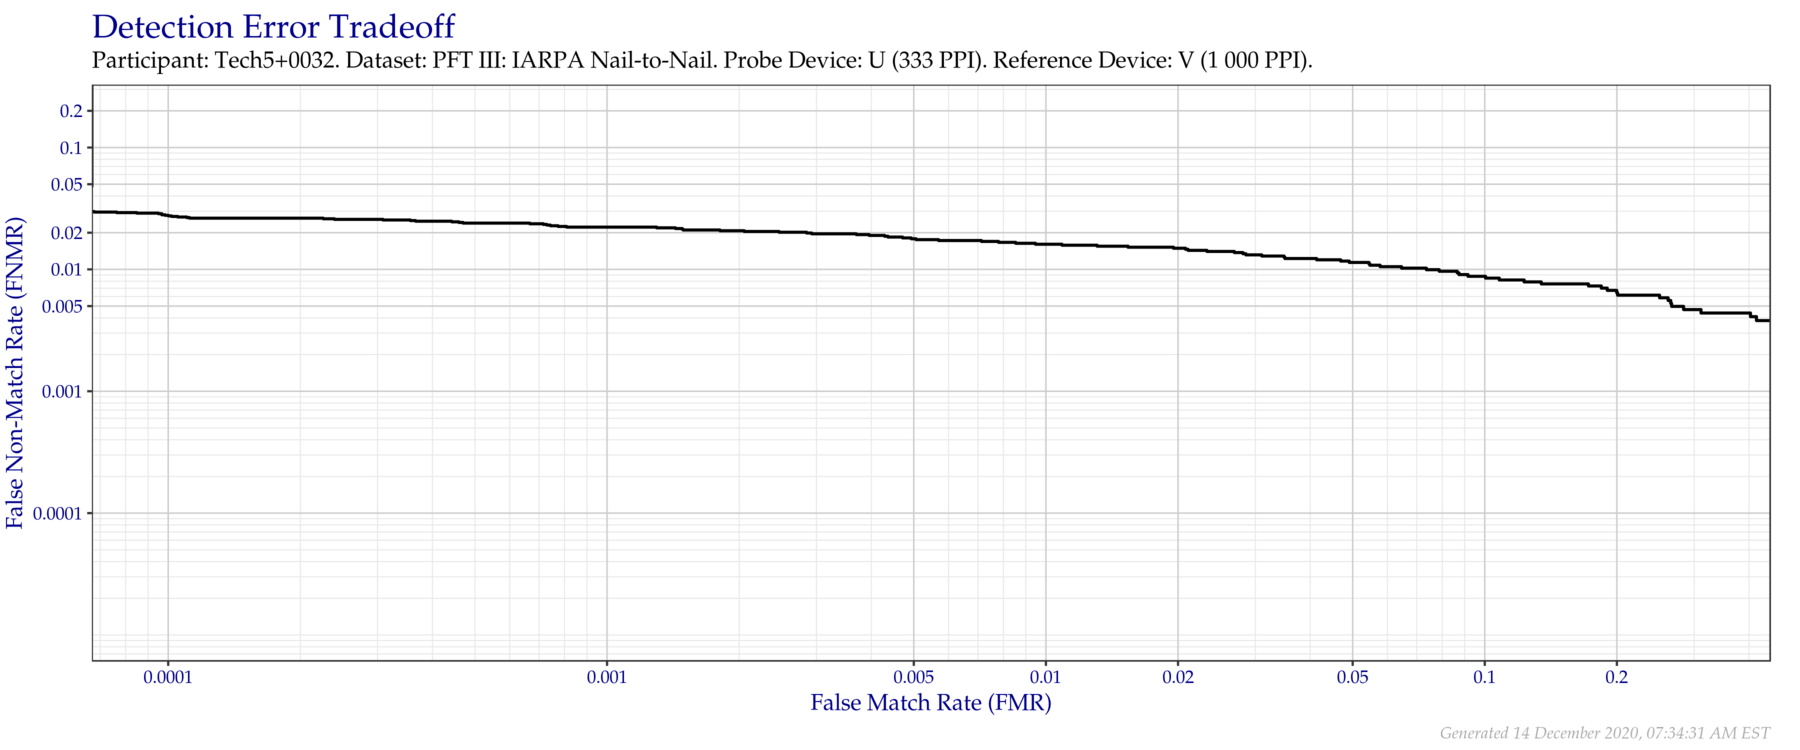 Detection Error Tradeoff
Participant: Tech5+0032. Dataset: PFT III: IARPA Nail-to-Nail. Probe Device: U (333 PPI). Reference Device: V (1 000 PPI).
False Non-Match Rate (FNMR)
0.2
0.1
0.05
0.02
0.01
0.005
0.001
0.0001
0.0001 0.001 0.005 0.01 0.02 0.05 0.1 0.2
False Match Rate (FMR)
Generated 14 December 2020, 07:34:31 AM EST